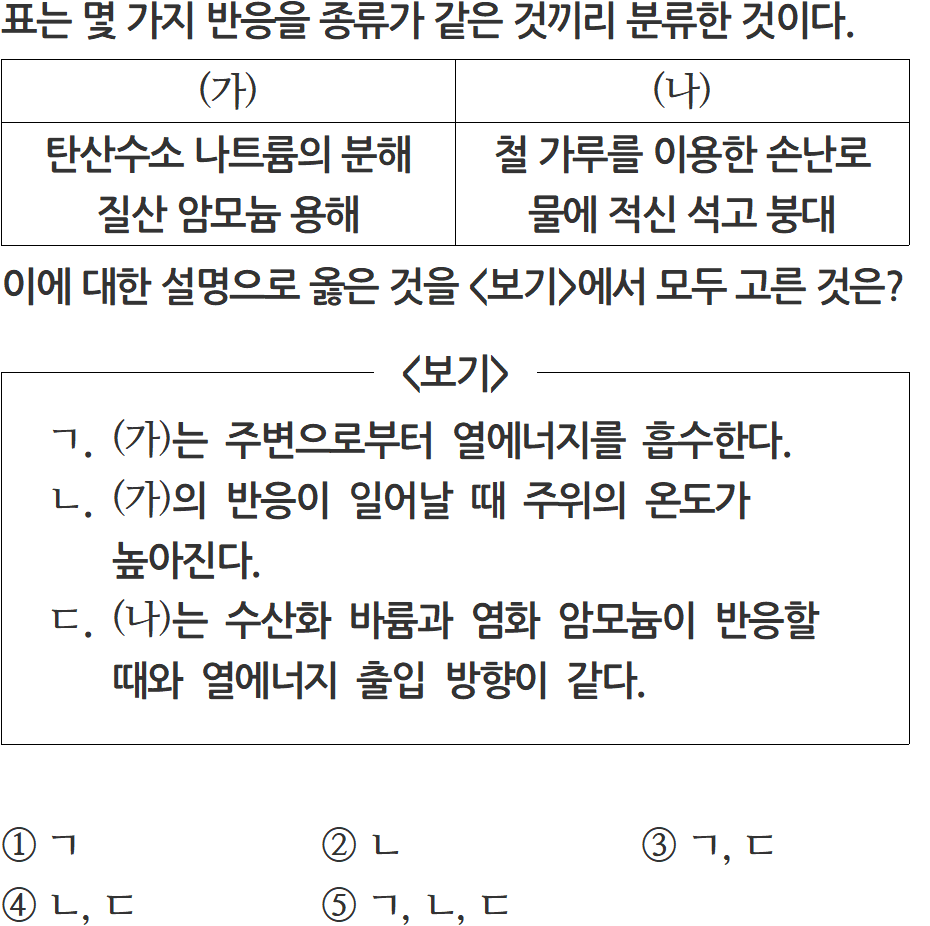 표는 몇 가지 반응을 종류가 같은 것끼리 분류한 것이다.
(가) (나)
탄산수소 나트륨의 분해 철 가루를 이용한 손난로
질산 암모늄 용해 물에 적신 석고 붕대
이에 대한 설명으로 옳은 것을 <보기>에서 모두 고른 것은?
<보기>
ㄱ. (가)는 주변으로부터 열에너지를 흡수한다.
ㄴ. (가)의 반응이 일어날 때 주위의 온도가
높아진다.
ㄷ. (나)는 수산화 바륨과 염화 암모늄이 반응할
때와 열에너지 출입 방향이 같다.
① ㄱ ② ㄴ ③ ㄱ, ㄷ
④ ㄴ, ㄷ ⑤ ㄱ, ㄴ, ㄷ